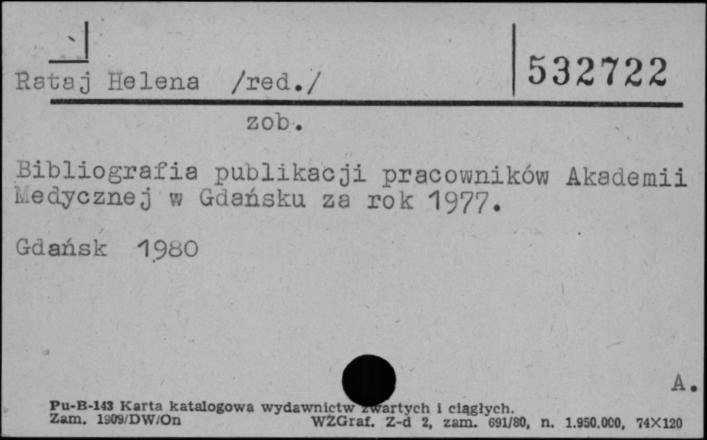 Rataj Helena /red./ 532722
zob.
Bibliografia publikacji pracowników Akademii
Medycznej w Gdańsku za rok 1977.
Gdańsk 1980
A.
Pu-B-143 Karta katalogowa wydawnictw zwartych i ciągłych.
Zam. 1909/DW/On WZGraf. Z-d 2, zam. 691/80, n. 1.950.000, 74X120